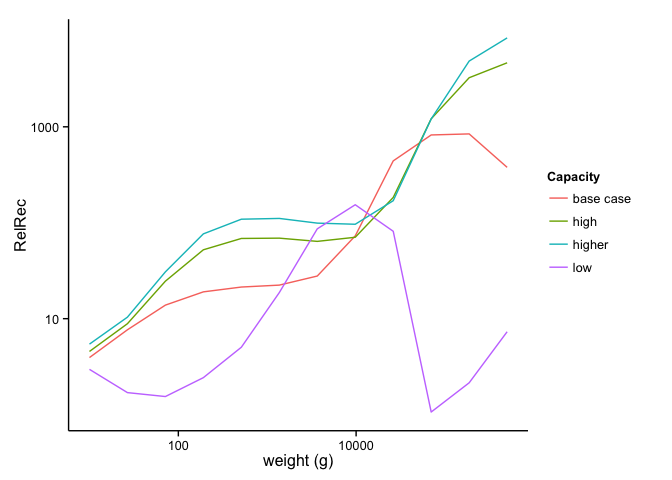 1000
10
RelRec
100
10000
weight (g)
Capacity
base case
high
higher
low